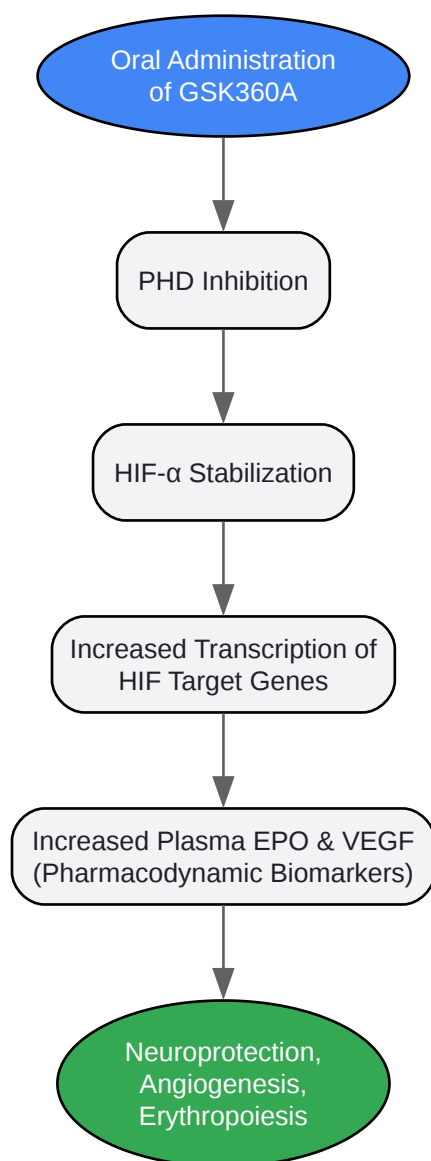 Oral Administration
of GSK360A
PHD Inhibition
HIF-α Stabilization
Increased Transcription of
HIF Target Genes
Increased Plasma EPO & VEGF
(Pharmacodynamic Biomarkers)
Neuroprotection,
Angiogenesis,
Erythropoiesis